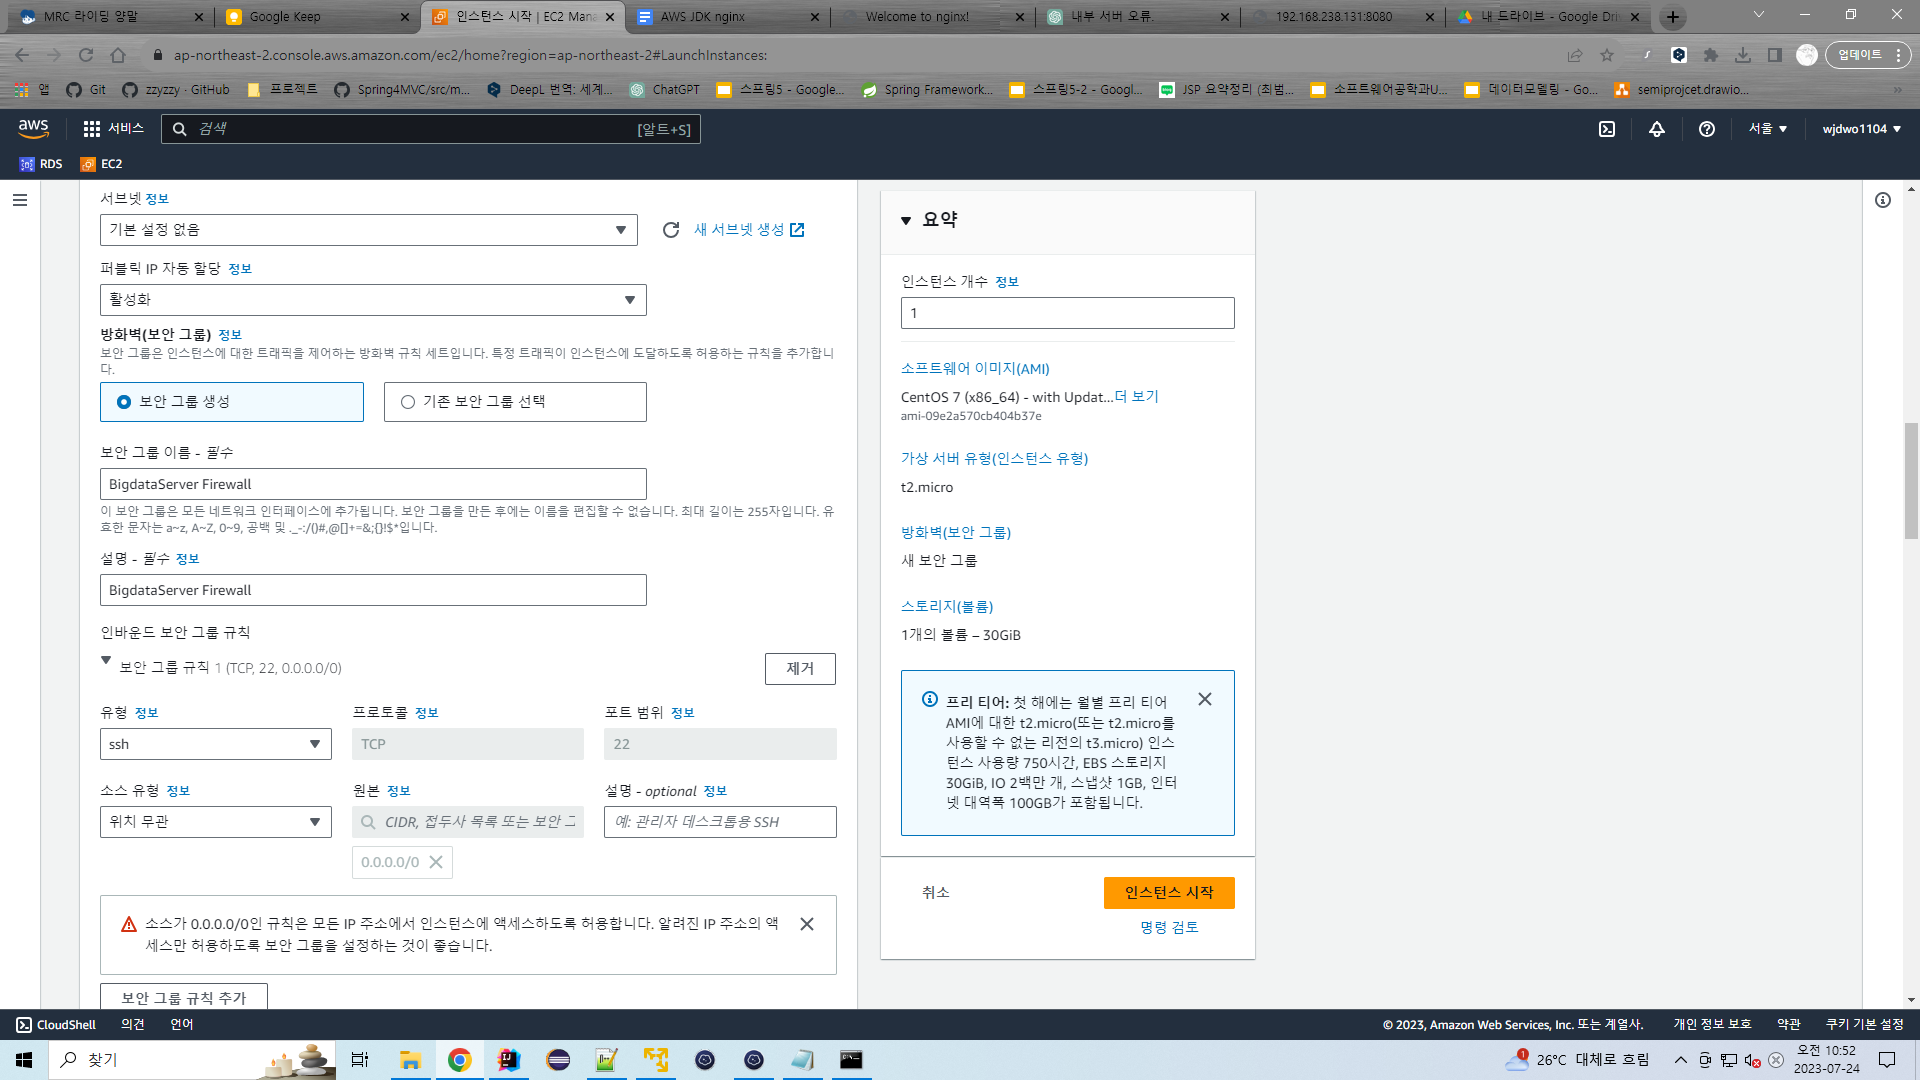 MRC 라이딩 양말
Google Keep
인스턴스 시작 | EC2 Mana
AWS JDK nginx
Welcome to nginx!
내부 서버 오류.
192.168.238.131:8080
내 드라이브 - Google Dri
ap-northeast-2.console.aws.amazon.com/ec2/home?region=ap-northeast-2#LaunchInstances:
업데이트
앱
Git
zzyzzy · GitHub
프로젝트
Spring4MVC/src/m...
DeepL 번역: 세계...
ChatGPT
스프링5 - Google...
Spring Framework...
스프링5-2 - Googl...
JSP 요약정리 (최범...
소프트웨어공학과U...
데이터모델링 - Go...
semiprojcet.drawio...
aws
서비스
검색
[알트+S]
서울
wjdwo1104
RDS
EC2
서브넷 정보
기본 설정 없음
새 서브넷 생성
퍼블릭 IP 자동 할당 정보
활성화
방화벽(보안 그룹) 정보
보안 그룹은 인스턴스에 대한 트래픽을 제어하는 방화벽 규칙 세트입니다. 특정 트래픽이 인스턴스에 도달하도록 허용하는 규칙을 추가합니
다.
보안 그룹 생성
기존 보안 그룹 선택
보안 그룹 이름 - 필수
BigdataServer Firewall
이 보안 그룹은 모든 네트워크 인터페이스에 추가됩니다. 보안 그룹을 만든 후에는 이름을 편집할 수 없습니다. 최대 길이는 255자입니다. 유
효한 문자는 a~z, A~Z, 0~9, 공백 및 ._-:/()#,@[]+=&;{}!$*입니다.
설명 - 필수 정보
BigdataServer Firewall
인바운드 보안 그룹 규칙
보안 그룹 규칙 1 (TCP, 22, 0.0.0.0/0)
제거
유형 정보
프로토콜 정보
포트 범위 정보
ssh
TCP
22
소스 유형 정보
원본 정보
설명 - optional 정보
위치 무관
CIDR, 접두사 목록 또는 보안 그
예: 관리자 데스크톱용 SSH
0.0.0.0/0
소스가 0.0.0.0/0인 규칙은 모든 IP 주소에서 인스턴스에 액세스하도록 허용합니다. 알려진 IP 주소의 액
세스만 허용하도록 보안 그룹을 설정하는 것이 좋습니다.
보안 그룹 규칙 추가
요약
인스턴스 개수 정보
1
소프트웨어 이미지(AMI)
CentOS 7 (x86_64) - with Updat...더 보기
ami-09e2a570cb404b37e
가상 서버 유형(인스턴스 유형)
t2.micro
방화벽(보안 그룹)
새 보안 그룹
스토리지(볼륨)
1개의 볼륨 – 30GiB
프리 티어: 첫 해에는 월별 프리 티어
AMI에 대한 t2.micro(또는 t2.micro를
사용할 수 없는 리전의 t3.micro) 인스
턴스 사용량 750시간, EBS 스토리지
30GiB, IO 2백만 개, 스냅샷 1GB, 인터
넷 대역폭 100GB가 포함됩니다.
취소
인스턴스 시작
명령 검토
CloudShell
의견
언어
© 2023, Amazon Web Services, Inc. 또는 계열사.
개인 정보 보호
약관
쿠키 기본 설정
찾기
1
26°C 대체로 흐림
오전 10:52
2023-07-24